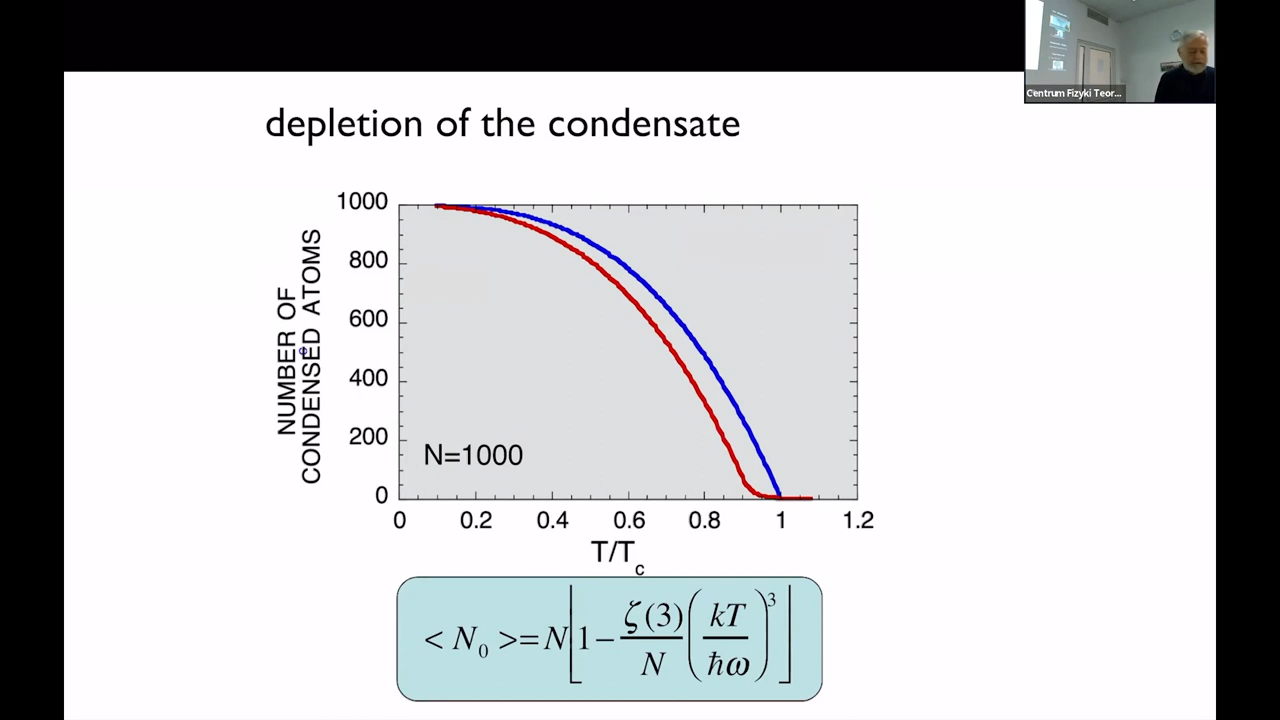 Centrum Fizyki Teor...
depletion of the condensate
NUMBER OF
CONDENSED ATOMS
1000
800
600
400
200
0
N=1000
0 0.2 0.4 0.6 0.8 1 1.2
T/T_c
< N_0 >= N[1 − ζ(3)/N (kT/ħω)^3]